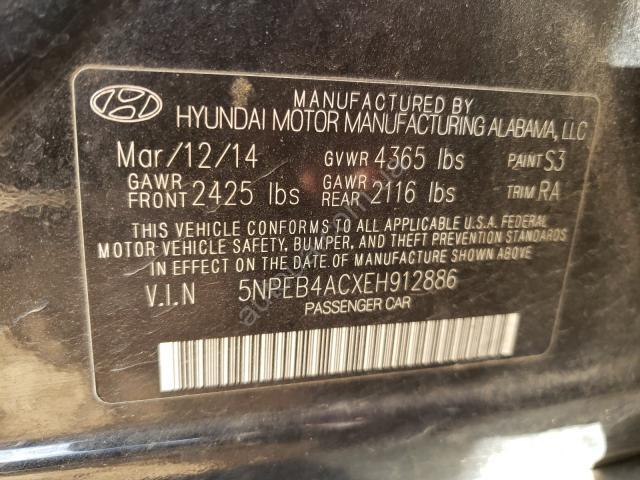 MANUFACTURED BY
HYUNDAI MOTOR MANUFACTURING ALABAMA, LLC
Mar/12/14 GVWR 4365 lbs PAINT S3
GAWR FRONT 2425 lbs GAWR REAR 2116 lbs TRIM RA
THIS VEHICLE CONFORMS TO ALL APPLICABLE U.S.A. FEDERAL
MOTOR VEHICLE SAFETY, BUMPER, AND THEFT PREVENTION STANDARDS
IN EFFECT ON THE DATE OF MANUFACTURE SHOWN ABOVE.
V.I.N 5NPEB4ACXEH912886
PASSENGER CAR